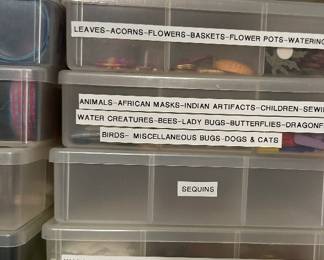 LEAVES-ACORNS-FLOWERS-BASKETS-FLOWER POTS-WATERING
ANIMALS-AFRICAN MASKS-INDIAN ARTIFACTS-CHILDREN-SEWI
WATER CREATURES-BEES-LADY BUGS-BUTTERFLIES-DRAGONF
BIRDS- MISCELLANEOUS BUGS-DOGS & CATS
SEQUINS